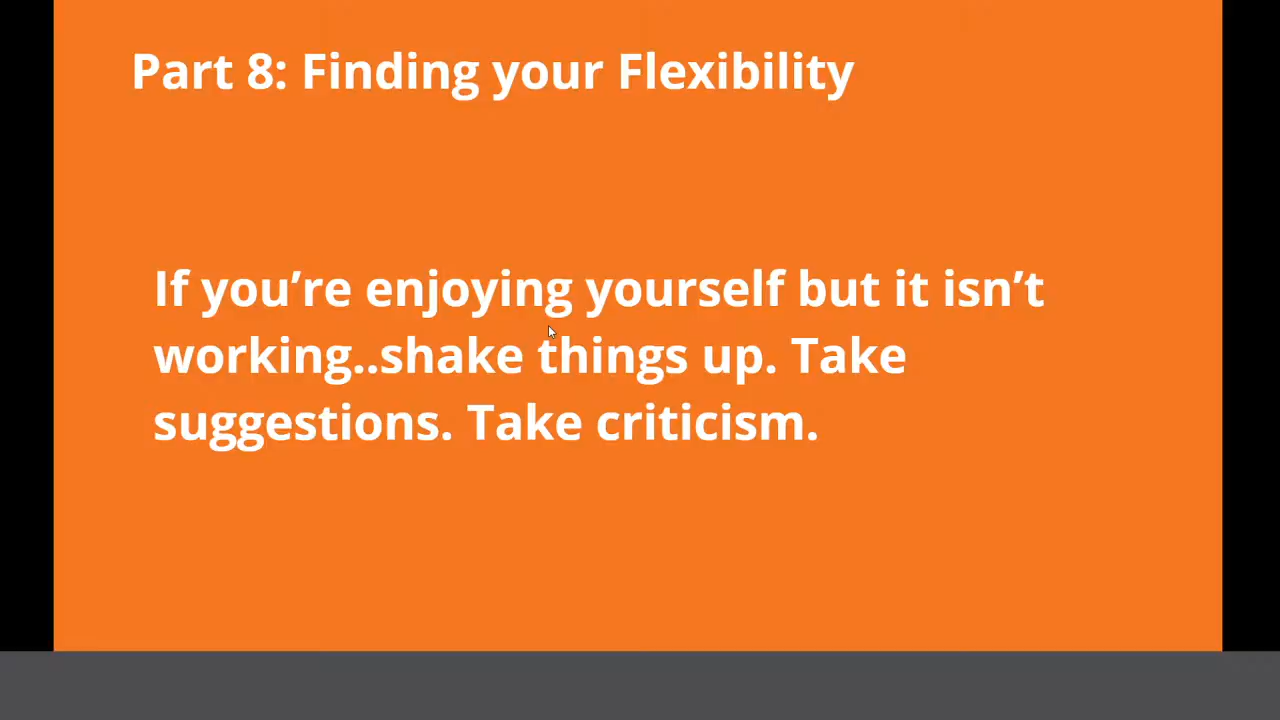 Part 8: Finding your Flexibility
If you’re enjoying yourself but it isn’t
working..shake things up. Take
suggestions. Take criticism.